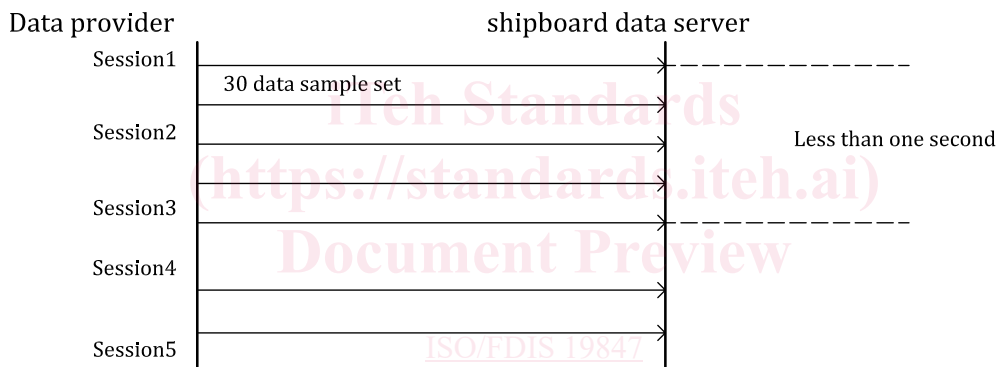 Data provider shipboard data server
Session1
30 data sample set
iTeh Standards
Session2
Less than one second
(https://standards.iteh.ai)
Session3
Document Preview
Session4
ISO/FDIS 19847
Session5